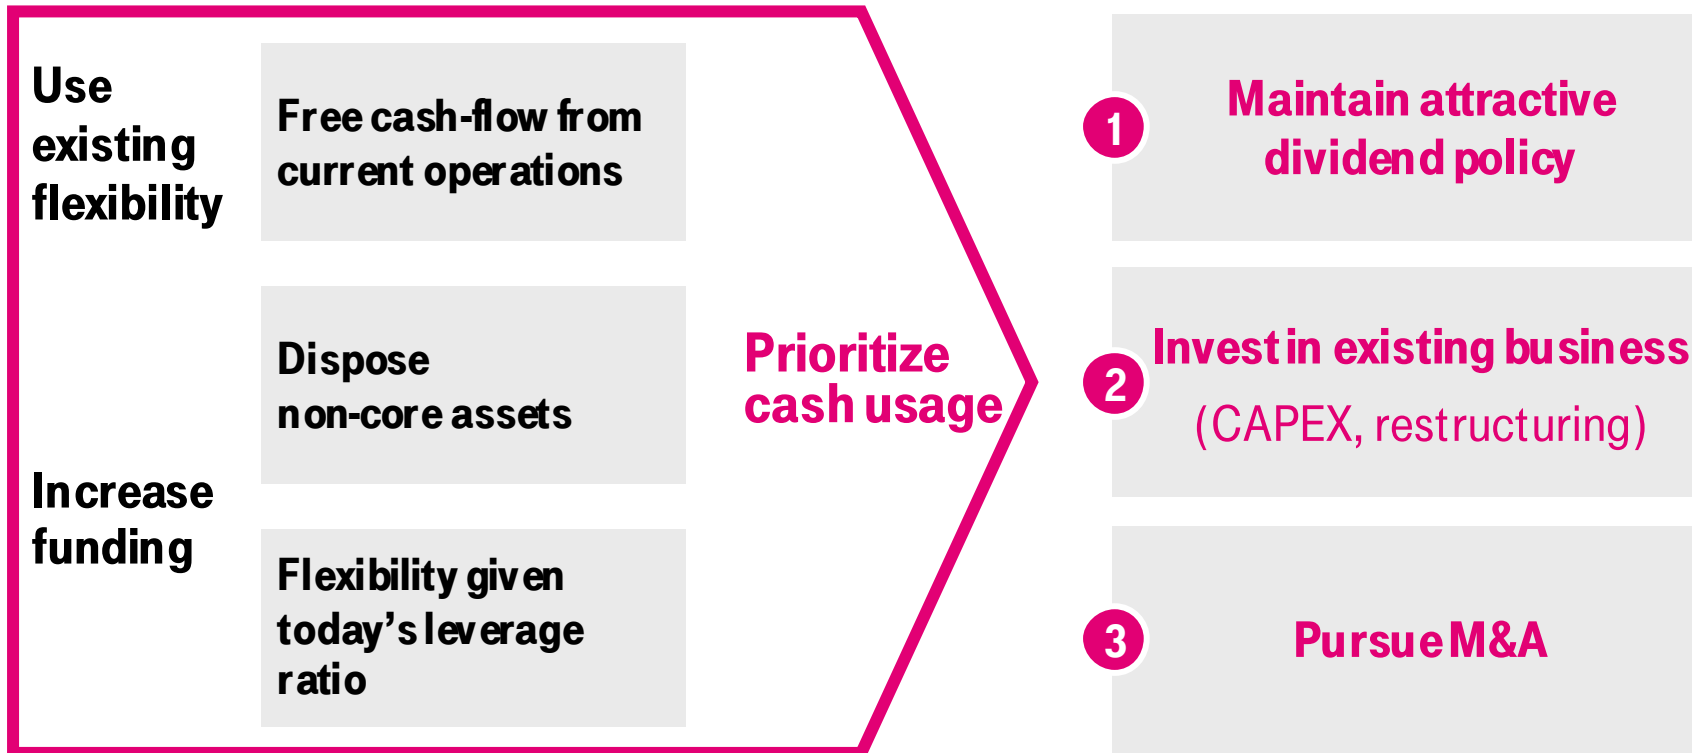 Use
existing
flexibility
Free cash-flow from
current operations
Dispose
non-core assets
Increase
funding
Flexibility given
today’s leverage
ratio
Prioritize
cash usage
1
Maintain attractive
dividend policy
2
Invest in existing business
(CAPEX, restructuring)
3
Pursue M&A